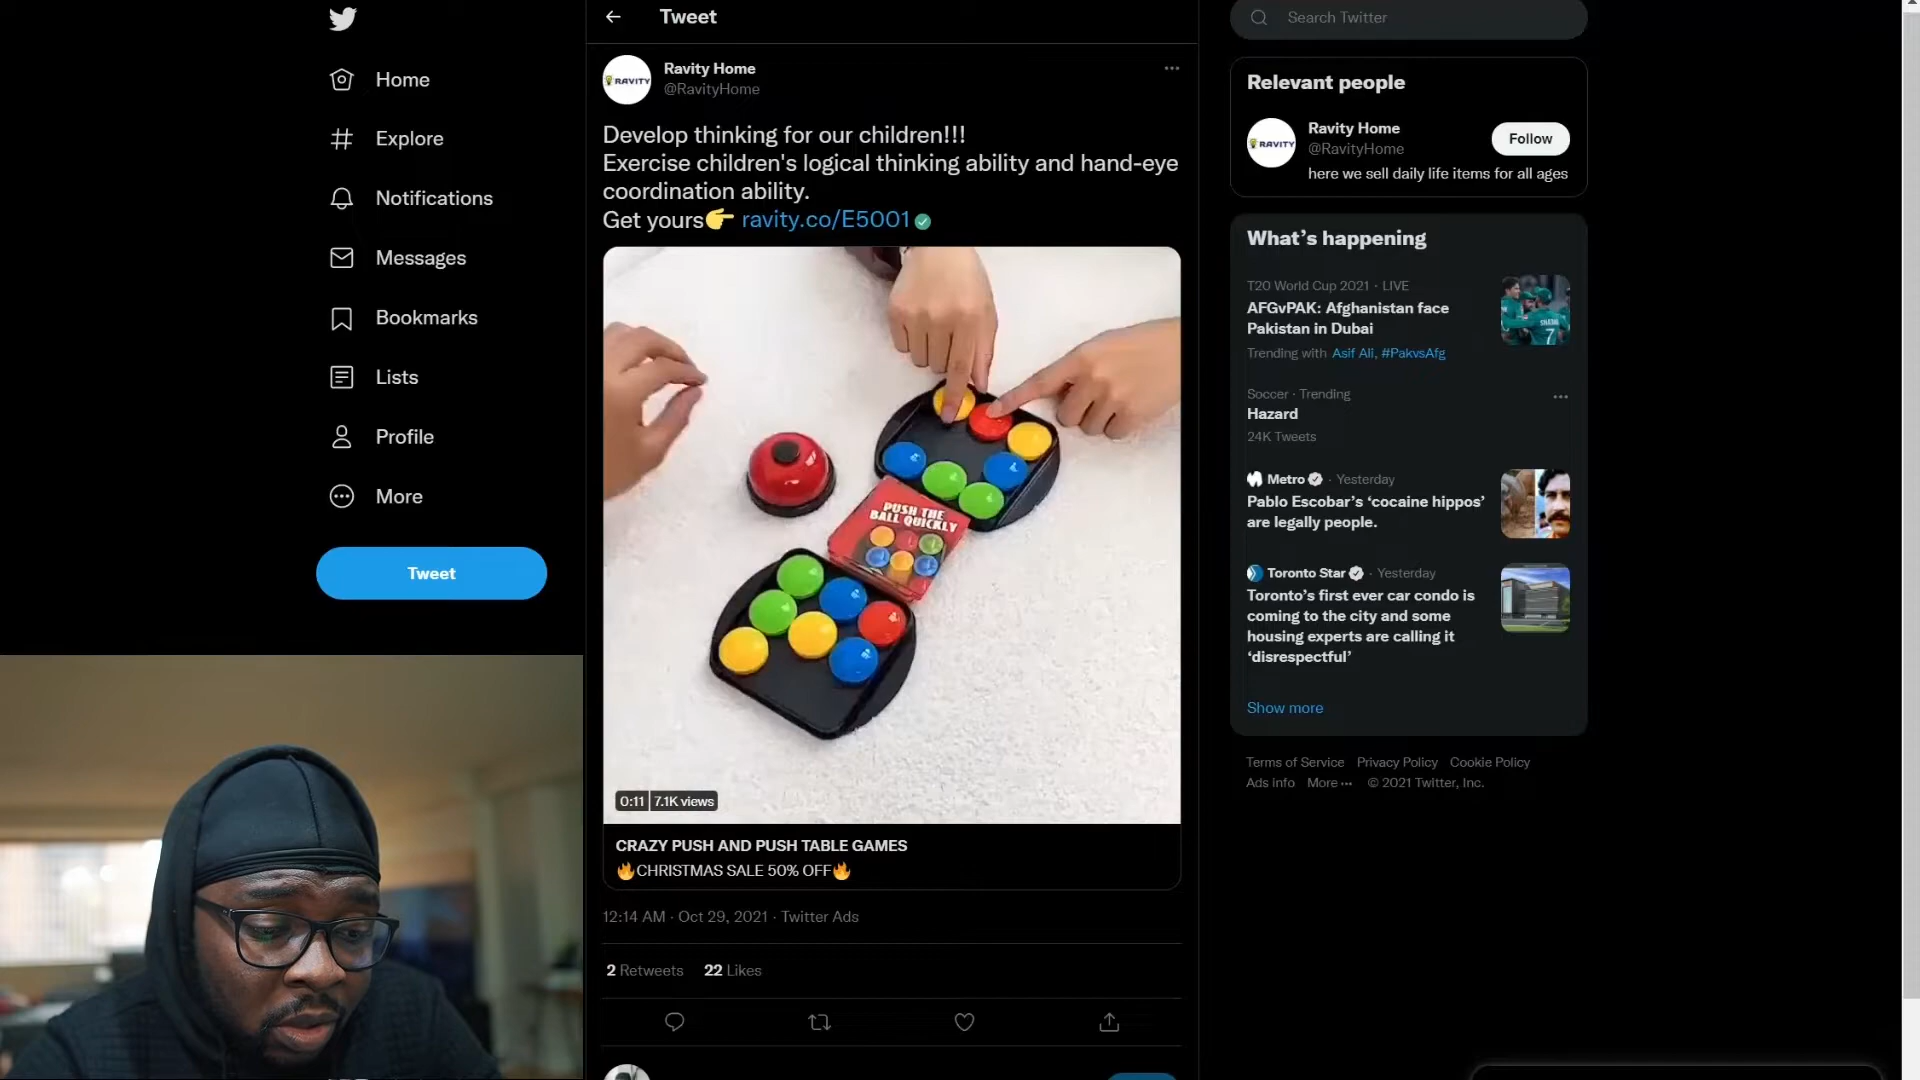 Home
Explore
Notifications
Messages
Bookmarks
Lists
Profile
More
Tweet
Tweet
RAVITY
Ravity Home
@RavityHome
Develop thinking for our children!!!
Exercise children's logical thinking ability and hand-eye
coordination ability.
Get yours👉 ravity.co/E5001
PUSH THE
BALL QUICKLY
0:11 7.1K views
CRAZY PUSH AND PUSH TABLE GAMES
🔥CHRISTMAS SALE 50% OFF🔥
12:14 AM · Oct 29, 2021 · Twitter Ads
2 Retweets 22 Likes
Search Twitter
Relevant people
RAVITY
Ravity Home
@RavityHome
Follow
here we sell daily life items for all ages
What's happening
T20 World Cup 2021 · LIVE
AFGvPAK: Afghanistan face
Pakistan in Dubai
Trending with Asif Ali, #PakvsAfg
7
Soccer · Trending
Hazard
24K Tweets
Metro · Yesterday
Pablo Escobar's ‘cocaine hippos’
are legally people.
Toronto Star · Yesterday
Toronto's first ever car condo is
coming to the city and some
housing experts are calling it
‘disrespectful’
Show more
Terms of Service Privacy Policy Cookie Policy
Ads info More ··· © 2021 Twitter, Inc.